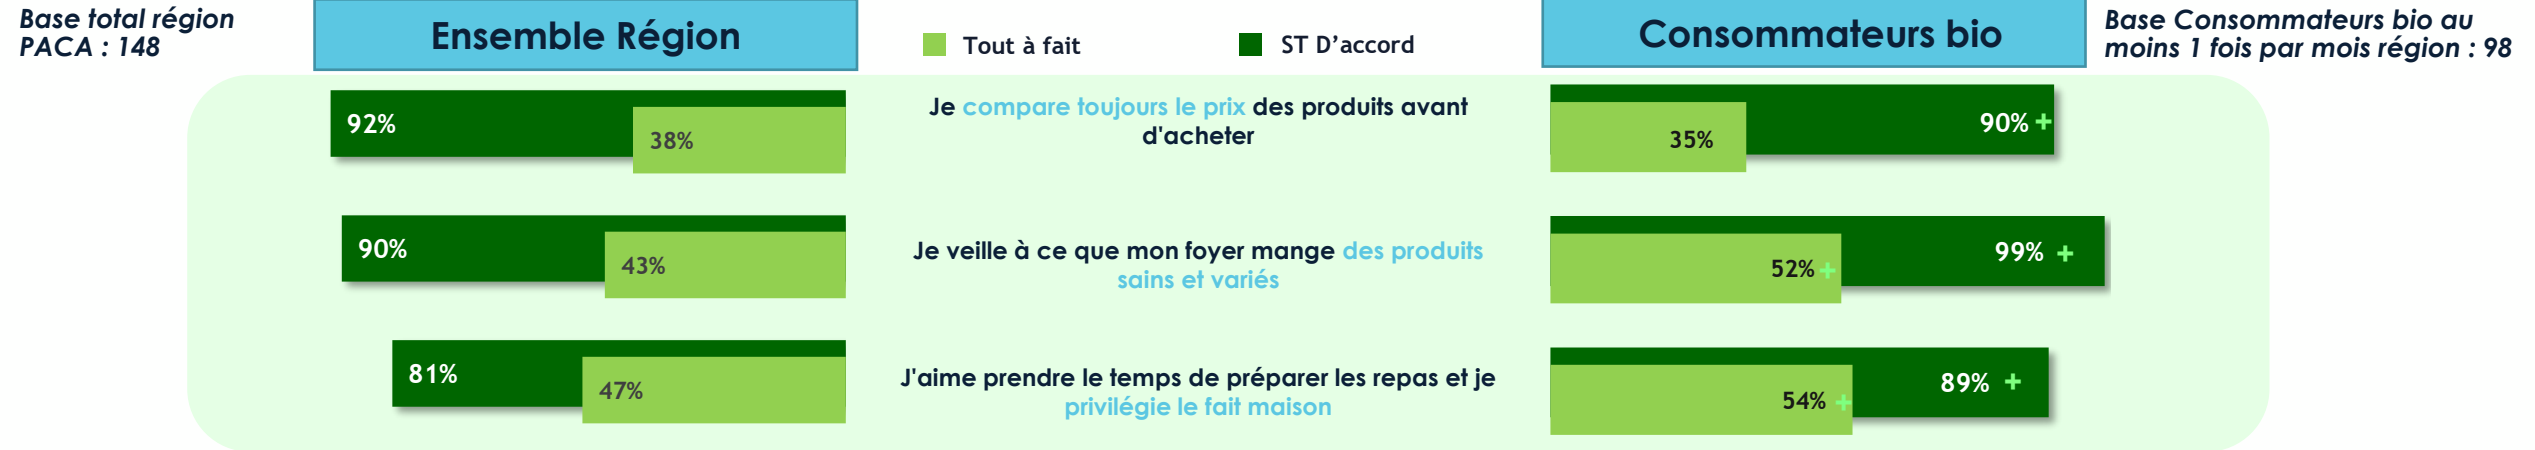 Base total région
PACA : 148
Ensemble Région
Tout à fait
ST D’accord
Consommateurs bio
Base Consommateurs bio au
moins 1 fois par mois région : 98
92%
38%
Je compare toujours le prix des produits avant
d'acheter
35%
90% +
90%
43%
Je veille à ce que mon foyer mange des produits
sains et variés
52% +
99% +
81%
47%
J'aime prendre le temps de préparer les repas et je
privilégie le fait maison
54% +
89% +